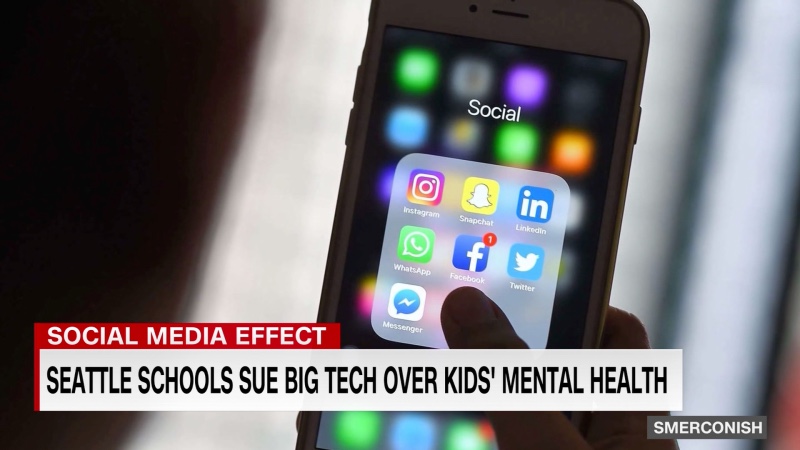 Social
Instagram
Snapchat
LinkedIn
WhatsApp
1
Facebook
Twitter
Messenger
SOCIAL MEDIA EFFECT
SEATTLE SCHOOLS SUE BIG TECH OVER KIDS' MENTAL HEALTH
SMERCONISH